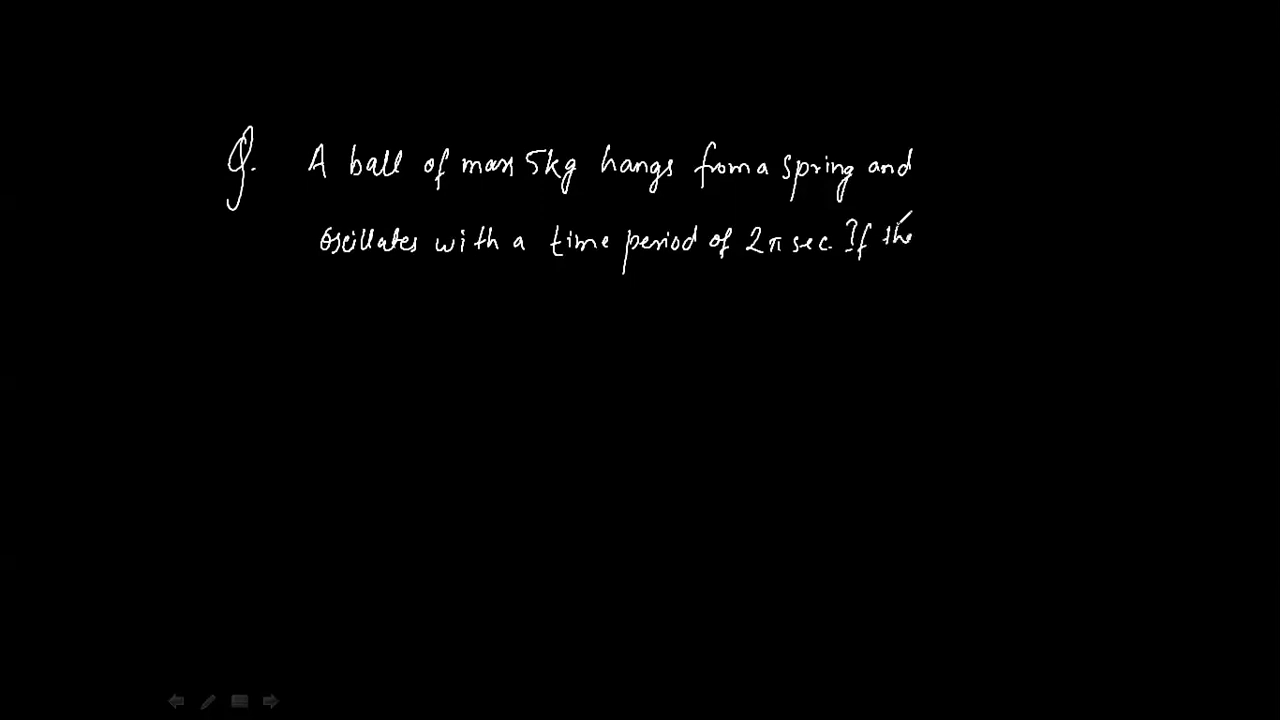 Q. A ball of mass 5kg hangs from a spring and
oscillates with a time period of 2π sec. If the